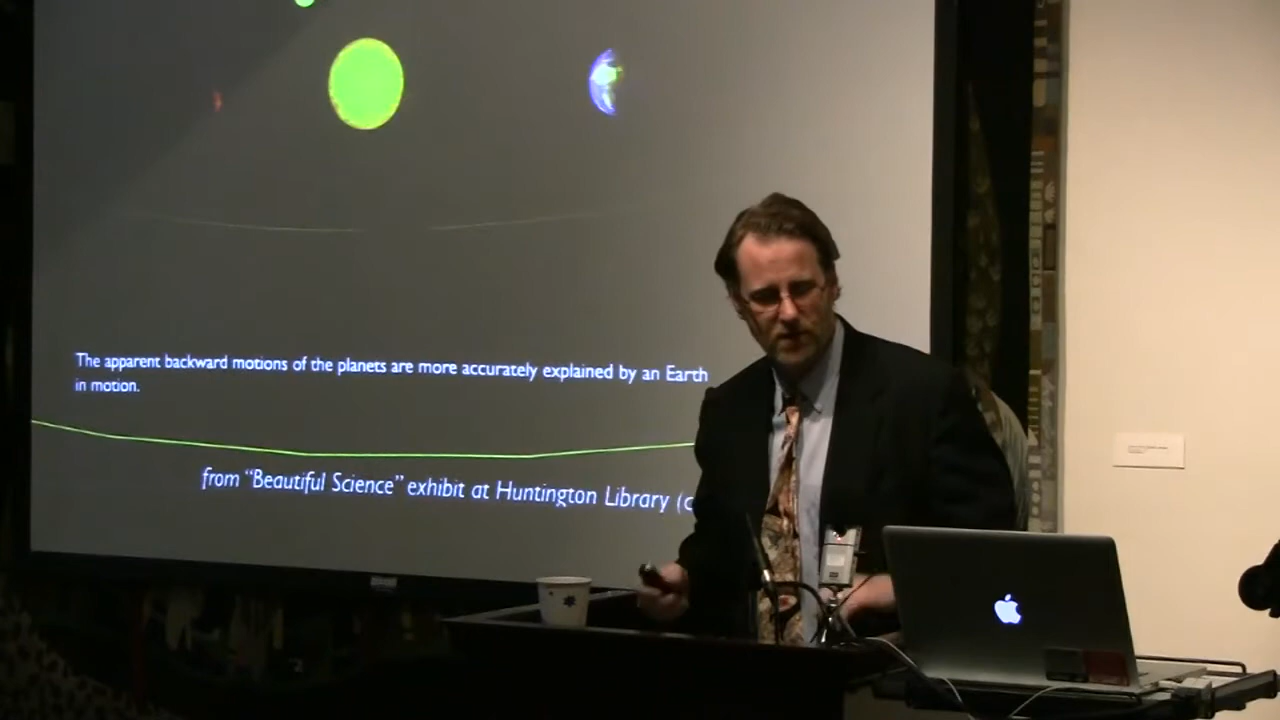 The apparent backward motions of the planets are more accurately explained by an Earth
in motion.
from “Beautiful Science” exhibit at Huntington Library (c